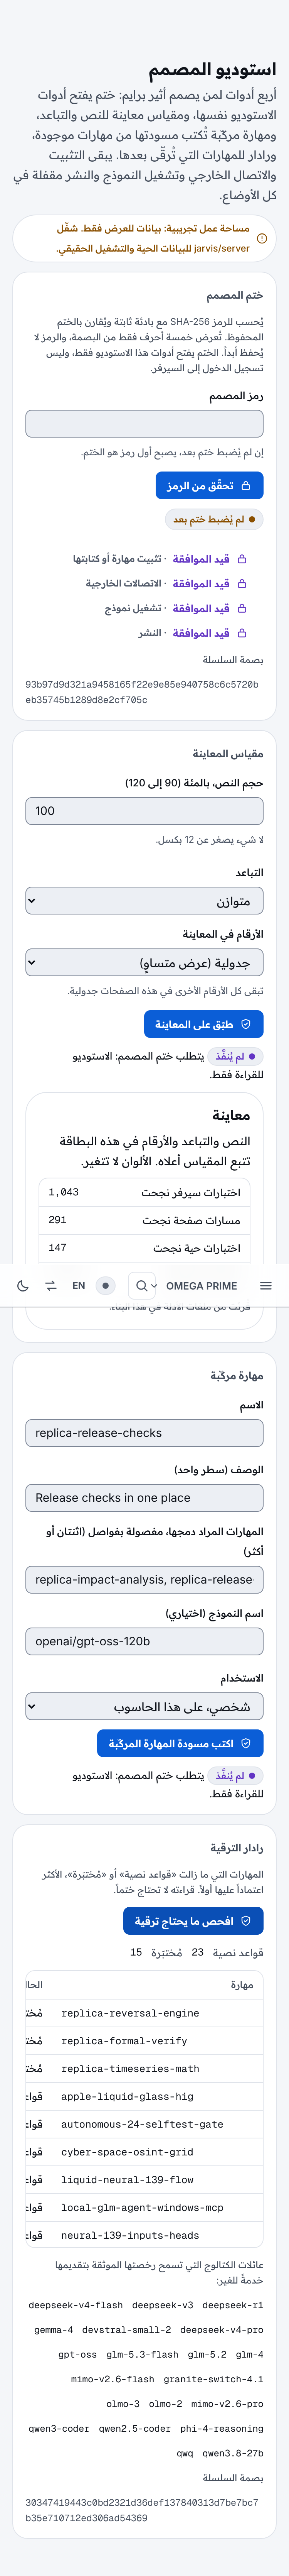 استوديو المصمم
أربع أدوات لمن يصمم أثير برايم: ختم يفتح أدوات
الاستوديو نفسها، ومقياس معاينة للنص والتباعد،
ومهارة مركّبة تُكتب مسودتها من مهارات موجودة،
ورادار للمهارات التي تُرقّى بعدها. يبقى التثبيت
والاتصال الخارجي وتشغيل النموذج والنشر مقفلة في
كل الأوضاع.
مساحة عمل تجريبية: بيانات للعرض فقط. شغّل
jarvis/server للبيانات الحية والتشغيل الحقيقي.
ختم المصمم
يُحسب للرمز SHA-256 مع بادئة ثابتة ويُقارن بالختم
المحفوظ. تُعرض خمسة أحرف فقط من البصمة، والرمز لا
يُحفظ أبداً. الختم يفتح أدوات هذا الاستوديو فقط، وليس
تسجيل الدخول إلى السيرفر.
رمز المصمم
إن لم يُضبط ختم بعد، يصبح أول رمز هو الختم.
تحقّق من الرمز
لم يُضبط ختم بعد
قيد الموافقة · تثبيت مهارة أو كتابتها
قيد الموافقة · الاتصالات الخارجية
قيد الموافقة · تشغيل نموذج
قيد الموافقة · النشر
بصمة السلسلة
93b97d9d321a9458165f22e9e85e940758c6c5720b
eb35745b1289d8e2cf705c
مقياس المعاينة
حجم النص، بالمئة (90 إلى 120)
100
لا شيء يصغر عن 12 بكسل.
التباعد
متوازن
الأرقام في المعاينة
جدولية (عرض متساوٍ)
تبقى كل الأرقام الأخرى في هذه الصفحات جدولية.
طبّق على المعاينة
لم يُنفَّذ يتطلب ختم المصمم: الاستوديو
للقراءة فقط.
معاينة
النص والتباعد والأرقام في هذه البطاقة
تتبع المقياس أعلاه. الألوان لا تتغير.
اختبارات سيرفر نجحت 1,043
مسارات صفحة نجحت 291
اختبارات حية نجحت 147
OMEGA PRIME
EN
مهارة مركّبة
الاسم
replica-release-checks
الوصف (سطر واحد)
Release checks in one place
المهارات المراد دمجها، مفصولة بفواصل (اثنتان أو
أكثر)
replica-impact-analysis, replica-release-
اسم النموذج (اختياري)
openai/gpt-oss-120b
الاستخدام
شخصي، على هذا الحاسوب
اكتب مسودة المهارة المركّبة
لم يُنفَّذ يتطلب ختم المصمم: الاستوديو
للقراءة فقط.
رادار الترقية
المهارات التي ما زالت «قواعد نصية» أو «مُختبَرة»، الأكثر
اعتماداً عليها أولاً. قراءته لا تحتاج ختماً.
افحص ما يحتاج ترقية
قواعد نصية 23 مُختبَرة 15
مهارة الحالة
replica-reversal-engine
replica-formal-verify
replica-timeseries-math
apple-liquid-glass-hig
autonomous-24-selftest-gate
cyber-space-osint-grid
liquid-neural-139-flow
local-glm-agent-windows-mcp
neural-139-inputs-heads
عائلات الكتالوج التي تسمح رخصتها الموثقة بتقديمها
خدمةً للغير:
deepseek-r1 deepseek-v3 deepseek-v4-flash
deepseek-v4-pro devstral-small-2 gemma-4
glm-4 glm-5.2 glm-5.3-flash gpt-oss
granite-switch-4.1 mimo-v2.6-flash
mimo-v2.6-pro olmo-2 olmo-3
phi-4-reasoning qwen2.5-coder qwen3-coder
qwen3.8-27b qwq
بصمة السلسلة
30347419443c0bd2321d36def137840313d7be7bc7
b35e710712ed306ad54369